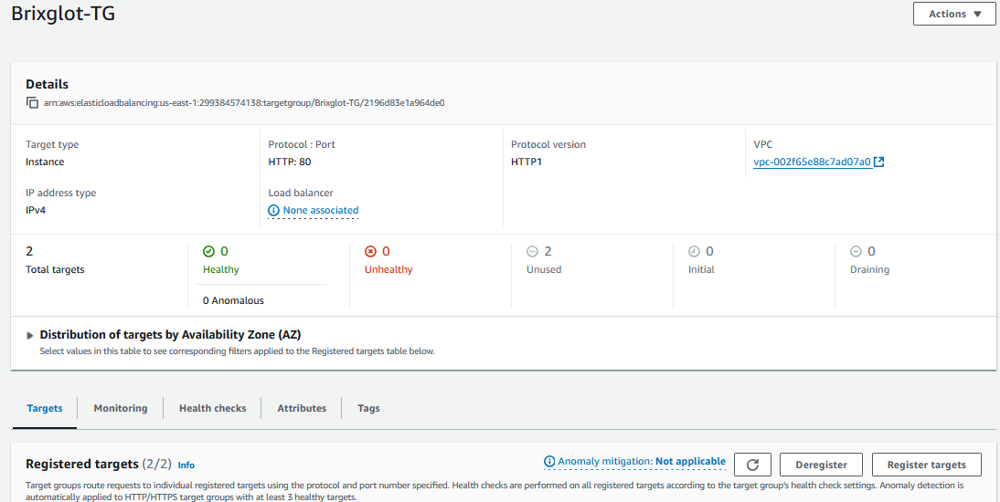 Brixglot-TG
Actions
Details
arn:aws:elasticloadbalancing:us-east-1:299384574138:targetgroup/Brixglot-TG/2196d83e1a964de0
Target type
Instance
Protocol : Port
HTTP: 80
Protocol version
HTTP1
VPC
vpc-002f65e88c7ad07a0
IP address type
IPv4
Load balancer
None associated
2
Total targets
0
Healthy
0 Anomalous
0
Unhealthy
2
Unused
0
Initial
0
Draining
Distribution of targets by Availability Zone (AZ)
Select values in this table to see corresponding filters applied to the Registered targets table below.
Targets
Monitoring
Health checks
Attributes
Tags
Registered targets (2/2) Info
Anomaly mitigation: Not applicable
Deregister
Register targets
Target groups route requests to individual registered targets using the protocol and port number specified. Health checks are performed on all registered targets according to the target group's health check settings. Anomaly detection is
automatically applied to HTTP/HTTPS target groups with at least 3 healthy targets.